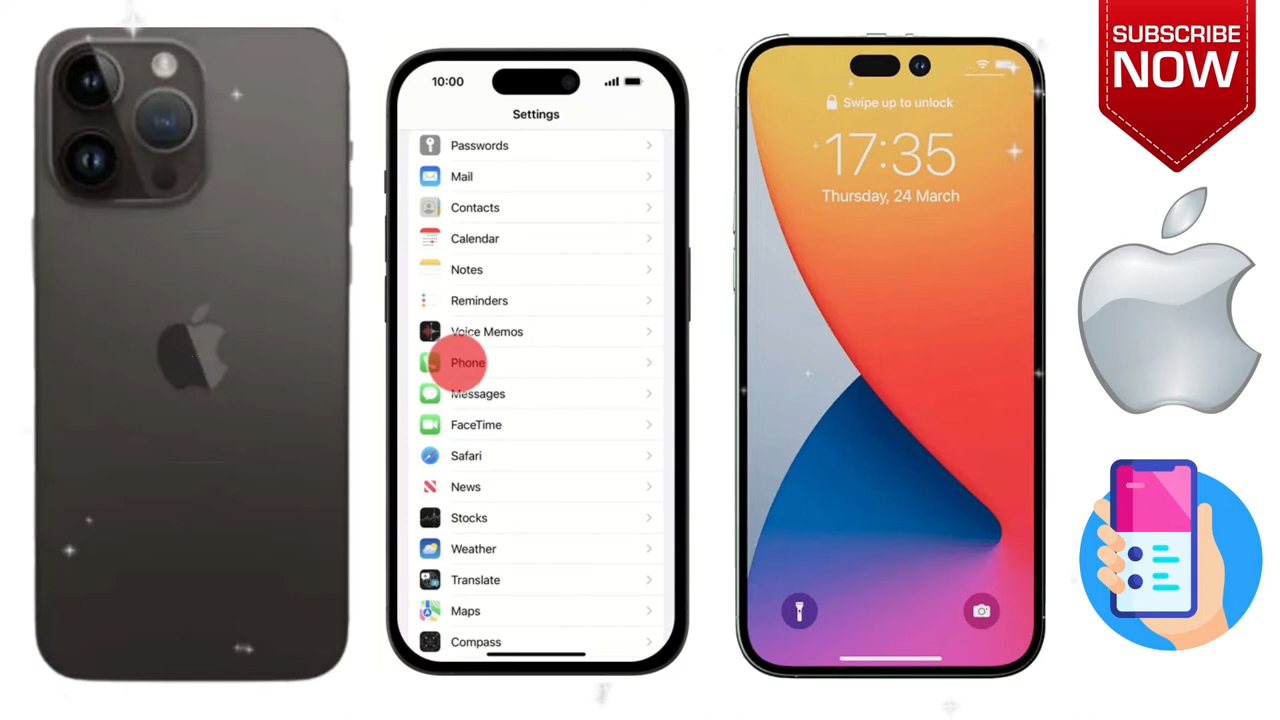 10:00
Settings
Passwords
Mail
Contacts
Calendar
Notes
Reminders
Voice Memos
Phone
Messages
FaceTime
Safari
News
Stocks
Weather
Translate
Maps
Compass
Swipe up to unlock
17:35
Thursday, 24 March
SUBSCRIBE
NOW